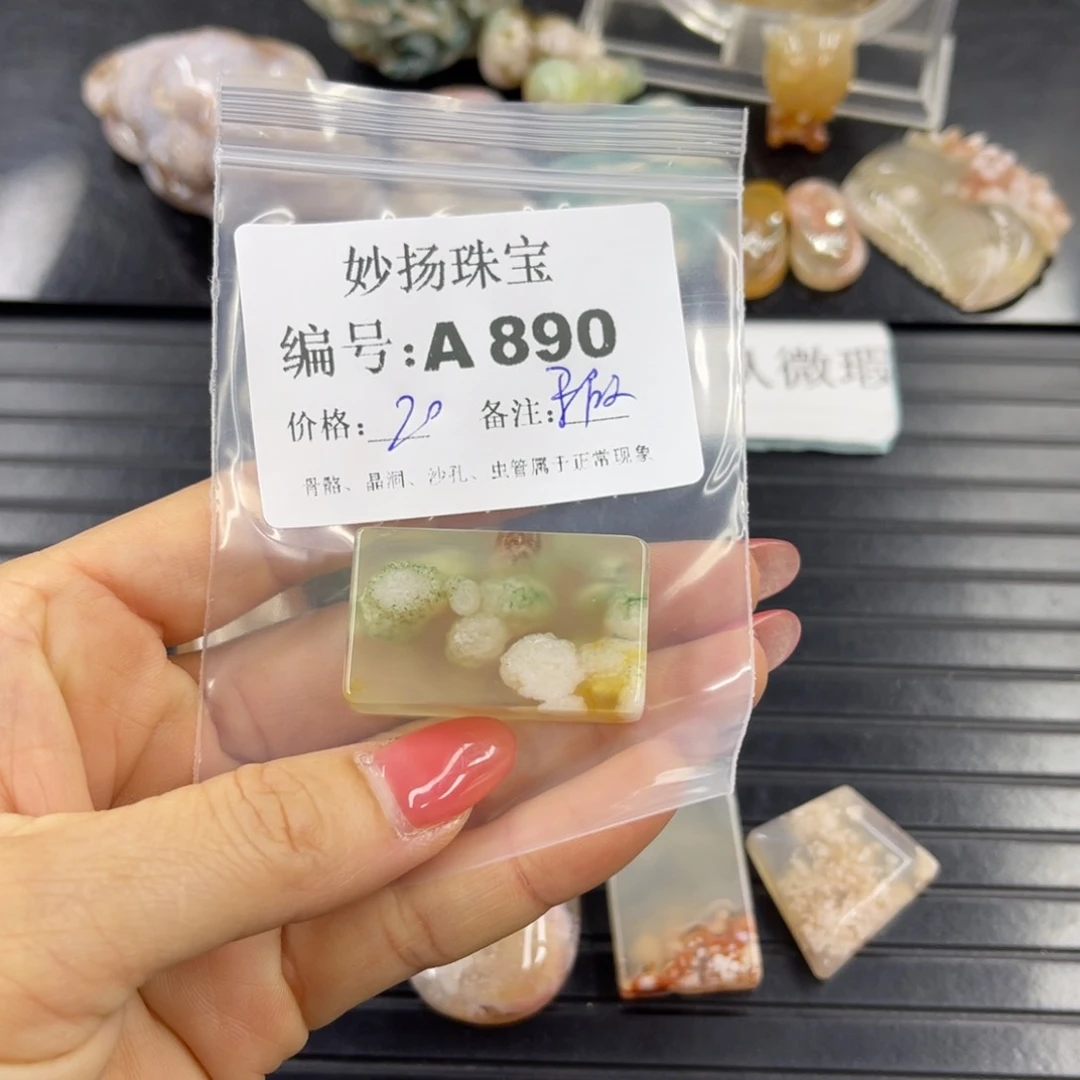 妙扬珠宝
编号:A 890
价格: 20 备注:
骨骼、晶洞、沙孔、虫管属于正常现象
微瑕